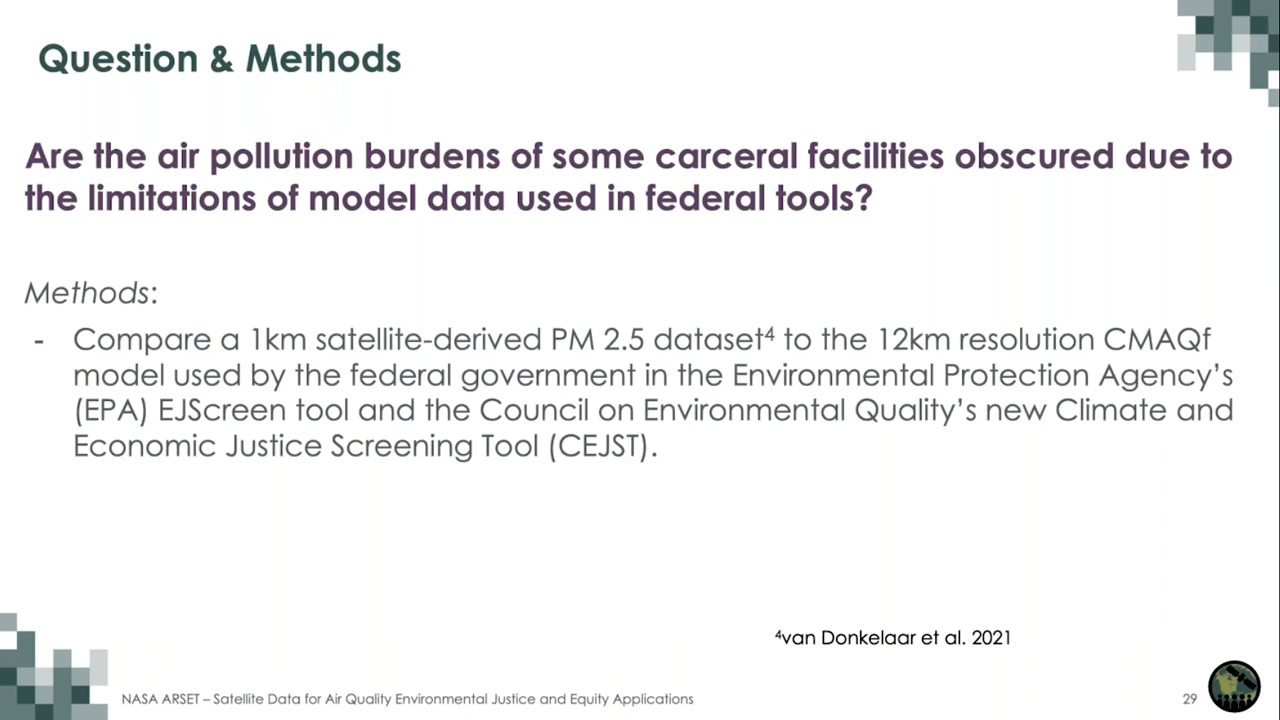 Question & Methods
Are the air pollution burdens of some carceral facilities obscured due to
the limitations of model data used in federal tools?
Methods:
- Compare a 1km satellite-derived PM 2.5 dataset⁴ to the 12km resolution CMAQf
model used by the federal government in the Environmental Protection Agency’s
(EPA) EJScreen tool and the Council on Environmental Quality’s new Climate and
Economic Justice Screening Tool (CEJST).
⁴van Donkelaar et al. 2021
NASA ARSET – Satellite Data for Air Quality Environmental Justice and Equity Applications
29